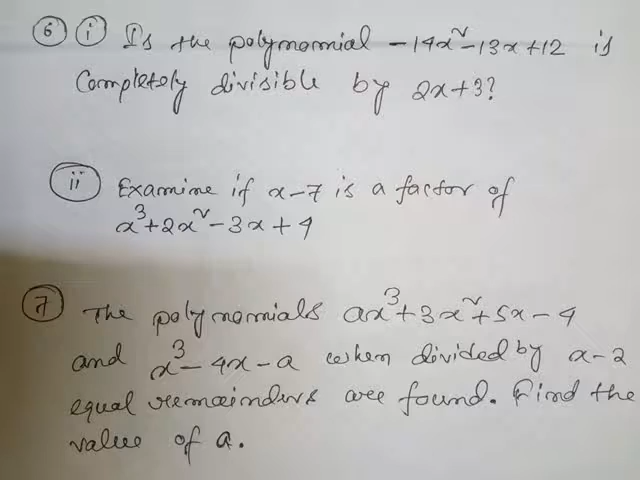 ⑥ ⓘ Is the polynomial -14x² - 13x + 12 is
Completely divisible by 2x+3?
ⅱ Examine if x-7 is a factor of
x³+2x²-3x+4
⑦ The polynomials ax³+3x²+5x-4
and x³-4x-a when divided by x-2
equal remainders are found. Find the
value of a.